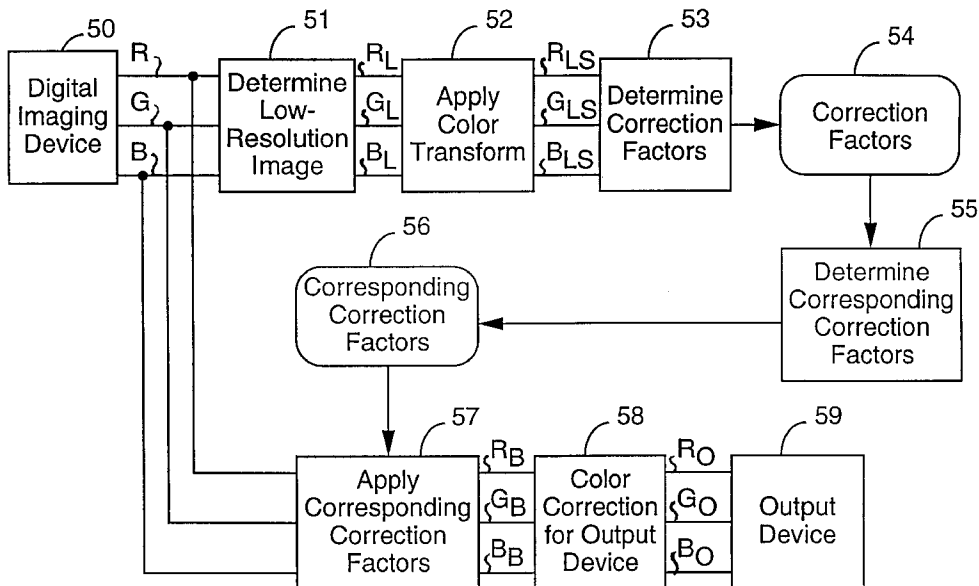 50
51
52
53
54
R
G
B
Digital
Imaging
Device
Determine
Low-
Resolution
Image
RL
GL
BL
Apply
Color
Transform
RLS
GLS
BLS
Determine
Correction
Factors
Correction
Factors
55
56
Corresponding
Correction
Factors
Determine
Corresponding
Correction
Factors
57
58
59
Apply
Corresponding
Correction
Factors
RB
GB
BB
Color
Correction
for Output
Device
RO
GO
BO
Output
Device